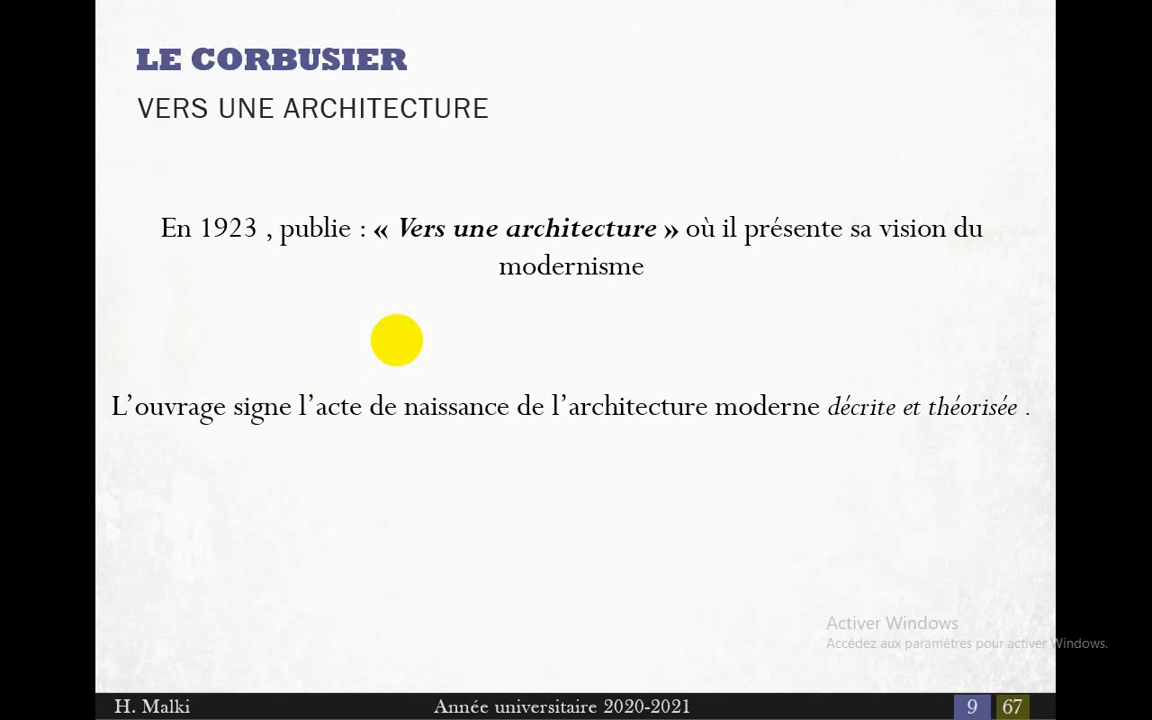 LE CORBUSIER
VERS UNE ARCHITECTURE
En 1923 , publie : « Vers une architecture » où il présente sa vision du
modernisme
L’ouvrage signe l’acte de naissance de l’architecture moderne décrite et théorisée .
Activer Windows
Accédez aux paramètres pour activer Windows.
H. Malki Année universitaire 2020-2021 9 67